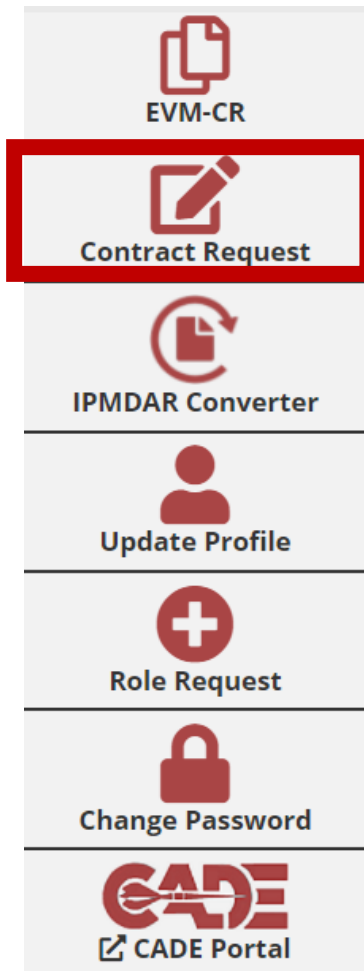 EVM-CR
Contract Request
IPMDAR Converter
Update Profile
Role Request
Change Password
CADE
CADE Portal